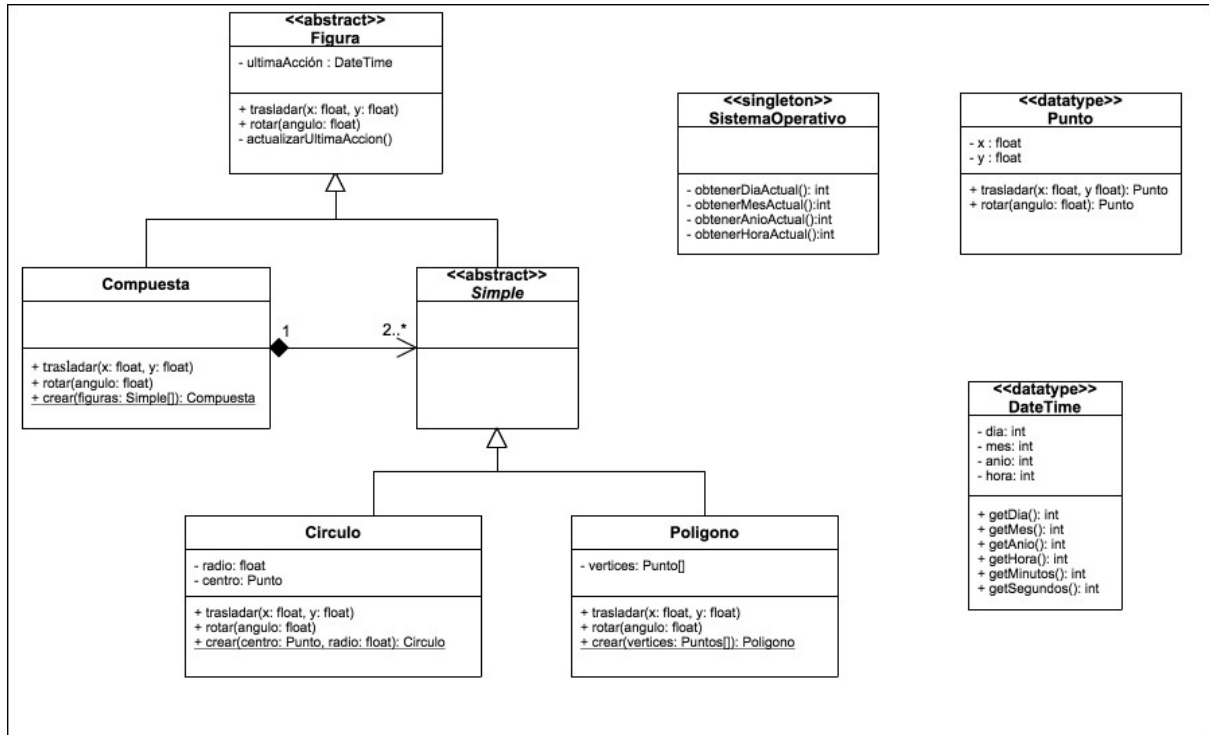 <<abstract>>
Figura
- ultimaAcción : DateTime
+ trasladar(x: float, y: float)
+ rotar(angulo: float)
- actualizarUltimaAccion()
<<singleton>>
SistemaOperativo
- obtenerDiaActual(): int
- obtenerMesActual():int
- obtenerAnioActual():int
- obtenerHoraActual():int
<<datatype>>
Punto
- x : float
- y : float
+ trasladar(x: float, y float): Punto
+ rotar(angulo: float): Punto
Compuesta
+ trasladar(x: float, y: float)
+ rotar(angulo: float)
+ crear(figuras: Simple[]): Compuesta
1
2..*
<<abstract>>
Simple
<<datatype>>
DateTime
- dia: int
- mes: int
- anio: int
- hora: int
+ getDia(): int
+ getMes(): int
+ getAnio(): int
+ getHora(): int
+ getMinutos(): int
+ getSegundos(): int
Circulo
- radio: float
- centro: Punto
+ trasladar(x: float, y: float)
+ rotar(angulo: float)
+ crear(centro: Punto, radio: float): Circulo
Poligono
- vertices: Punto[]
+ trasladar(x: float, y: float)
+ rotar(angulo: float)
+ crear(vertices: Puntos[]): Poligono